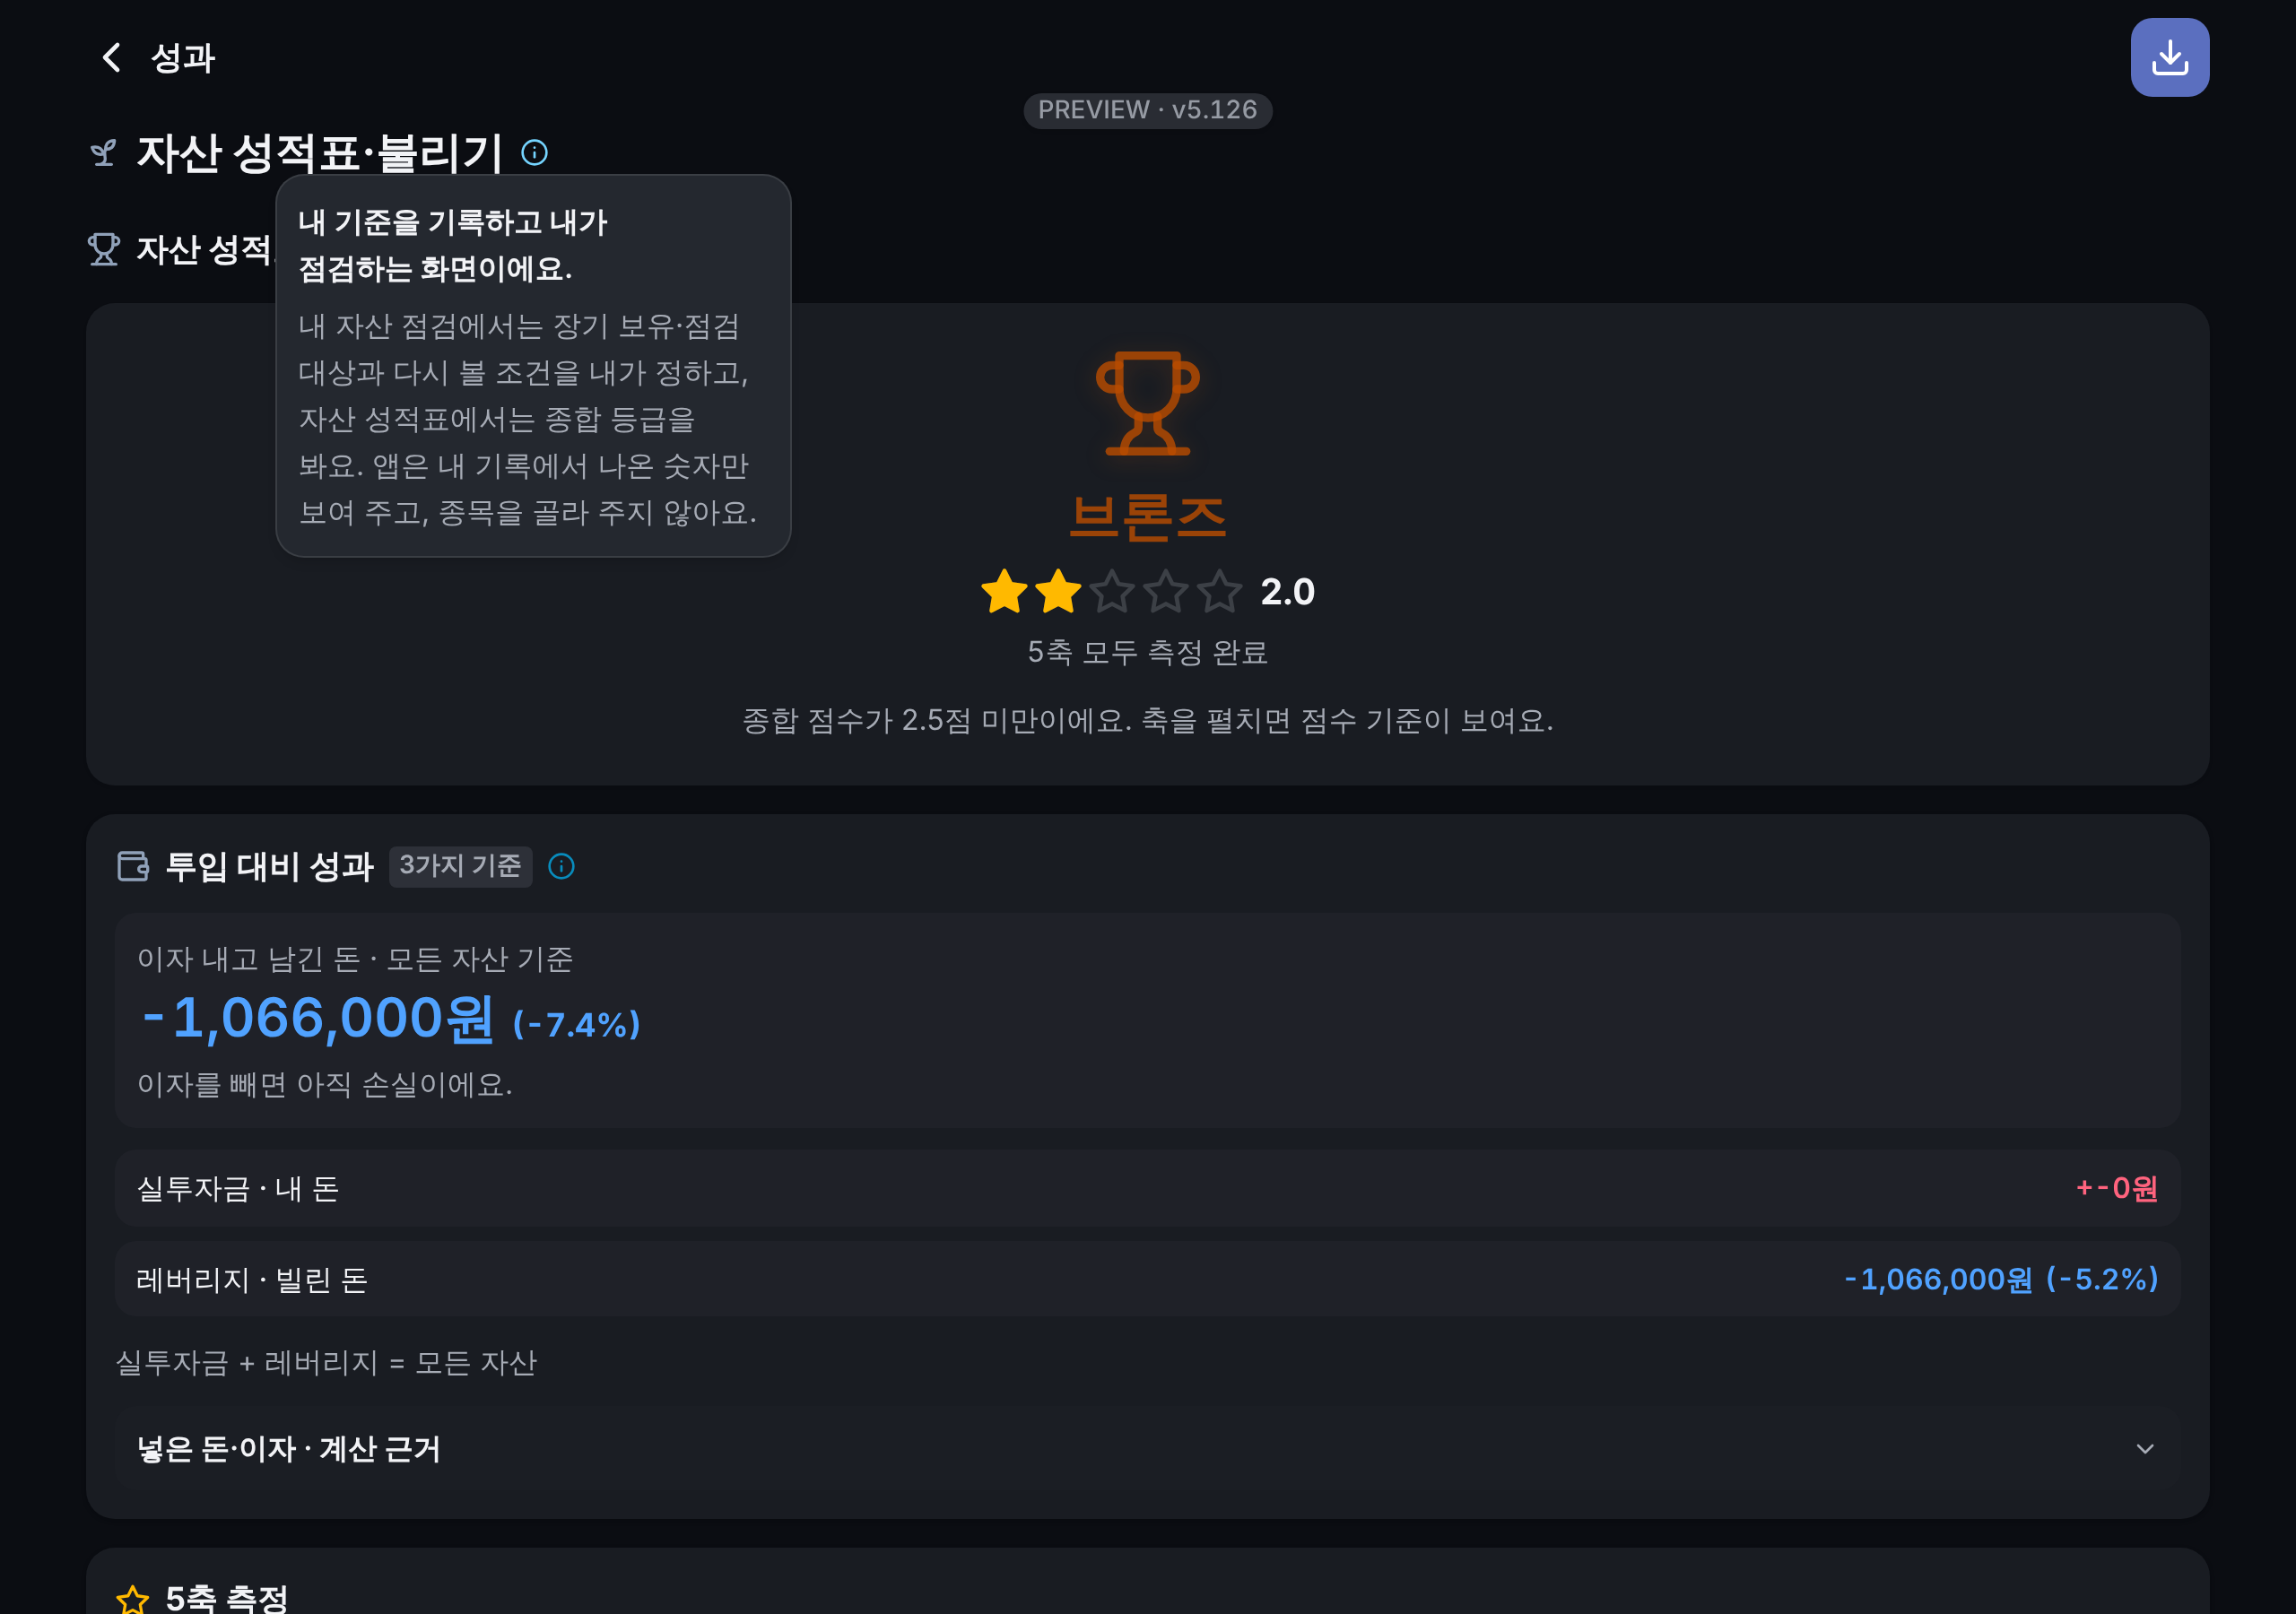 성과
PREVIEW · v5.126
자산 성적표·불리기
내 기준을 기록하고 내가
점검하는 화면이에요.
내 자산 점검에서는 장기 보유·점검
대상과 다시 볼 조건을 내가 정하고,
자산 성적표에서는 종합 등급을
봐요. 앱은 내 기록에서 나온 숫자만
보여 주고, 종목을 골라 주지 않아요.
자산 성적
브론즈
2.0
5축 모두 측정 완료
종합 점수가 2.5점 미만이에요. 축을 펼치면 점수 기준이 보여요.
투입 대비 성과 3가지 기준
이자 내고 남긴 돈 · 모든 자산 기준
-1,066,000원 (-7.4%)
이자를 빼면 아직 손실이에요.
실투자금 · 내 돈 +-0원
레버리지 · 빌린 돈 -1,066,000원 (-5.2%)
실투자금 + 레버리지 = 모든 자산
넣은 돈·이자 · 계산 근거
5축 측정